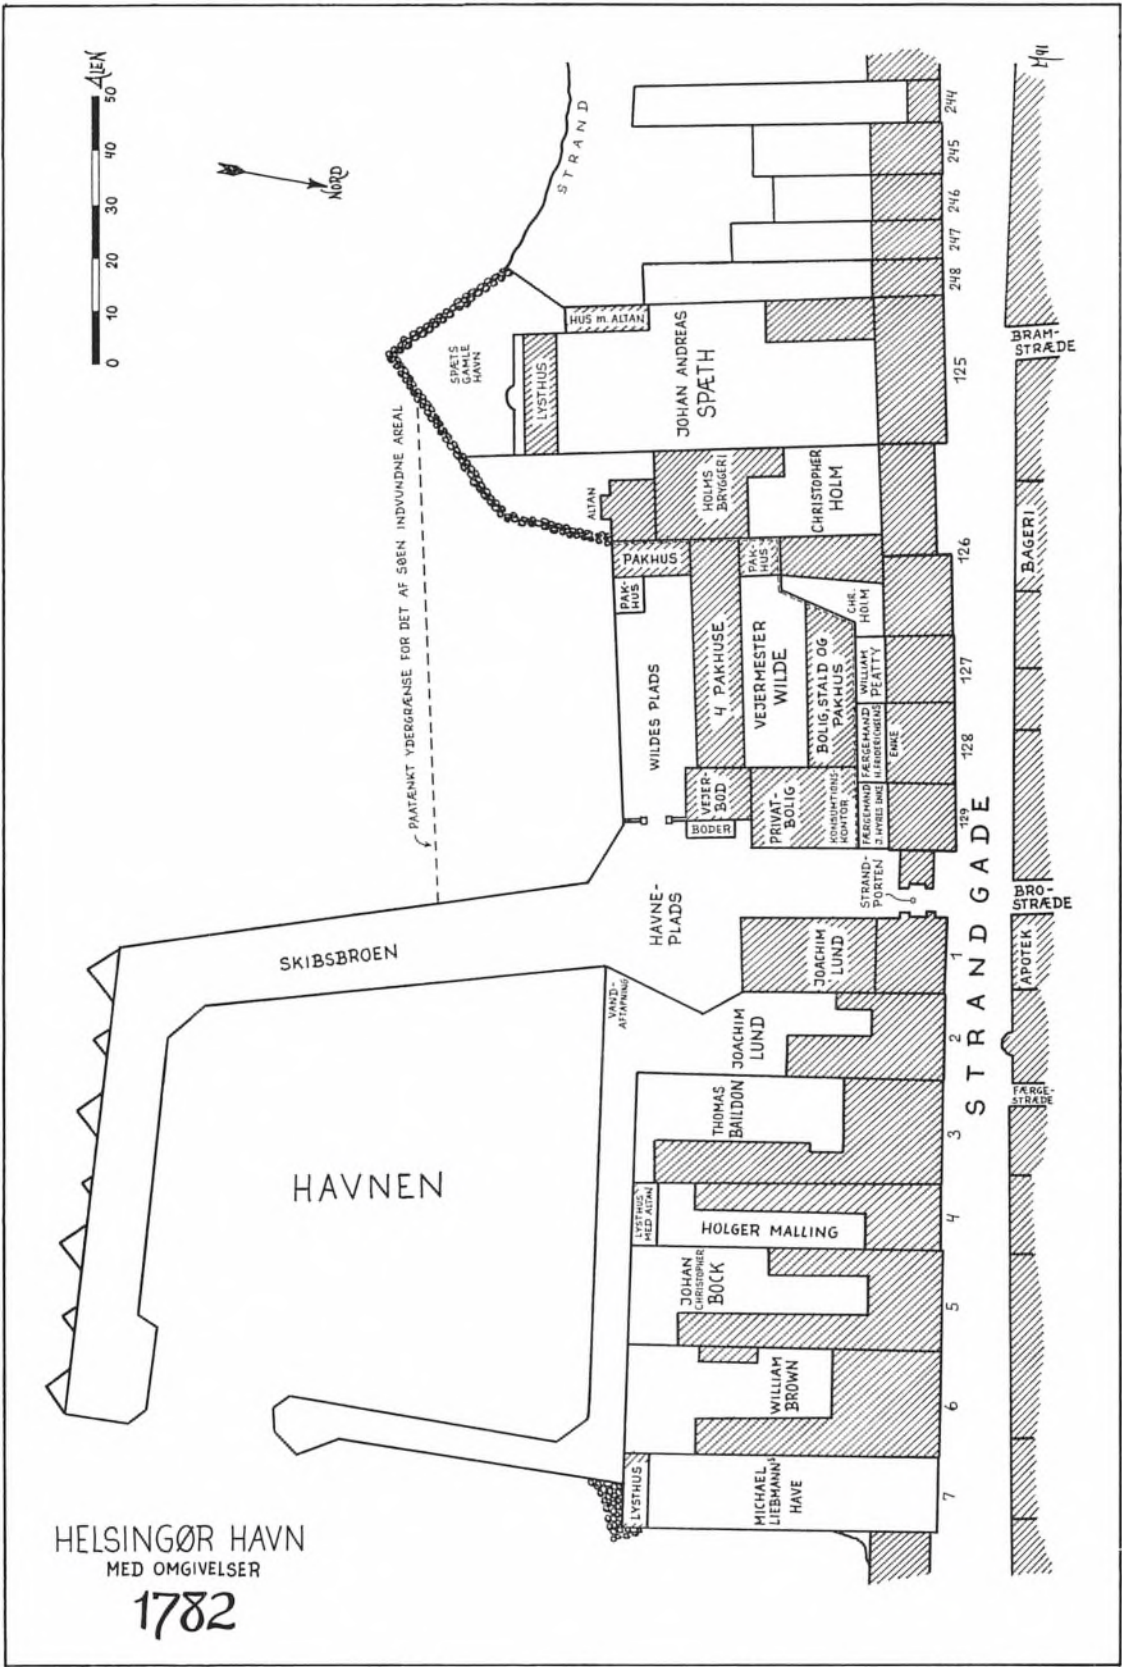 ALEN
50
40
30
20
10
0
NORD
M91
STRAND
244
245
246
247
248
HUS m. ALTAN
SPÆTS
GAMLE
HAVN
LYSTHUS
JOHAN ANDREAS
SPÆTH
125
BRAM-
STRÆDE
PAATÆNKT YDERGRÆNSE FOR DET AF SØEN INDVUNDNE AREAL
ALTAN
HOLMS
BRYGGERI
CHRISTOPHER
HOLM
126
BAGERI
PAKHUS
PAK-
HUS
PAK-
HUS
CHR.
HOLM
WILDES PLADS
4 PAKHUSE
VEJERMESTER
WILDE
BOLIG, STALD OG
PAKHUS
WILLIAM
PEATTY
127
FÆRGEMAND
H. FRIDERICHSENS
ENKE
128
VEJER-
BOD
BODER
PRIVAT-
BOLIG
KONSUMTIONS-
KONTOR
FÆRGEMAND
J. HYRES ENKE
129
STRAND-
PORTEN
BRO-
STRÆDE
HAVNE-
PLADS
SKIBSBROEN
JOACHIM
LUND
1
APOTEK
STRANDGADE
VAND-
AFTAPNING
JOACHIM
LUND
2
FÆRGE-
STRÆDE
THOMAS
BAILDON
3
HAVNEN
LYSTHUS
MED ALTAN
HOLGER MALLING
4
JOHAN
CHRISTOPHER
BOCK
5
WILLIAM
BROWN
6
LYSTHUS
MICHAEL
LIEBMANNS
HAVE
7
HELSINGØR HAVN
MED OMGIVELSER
1782